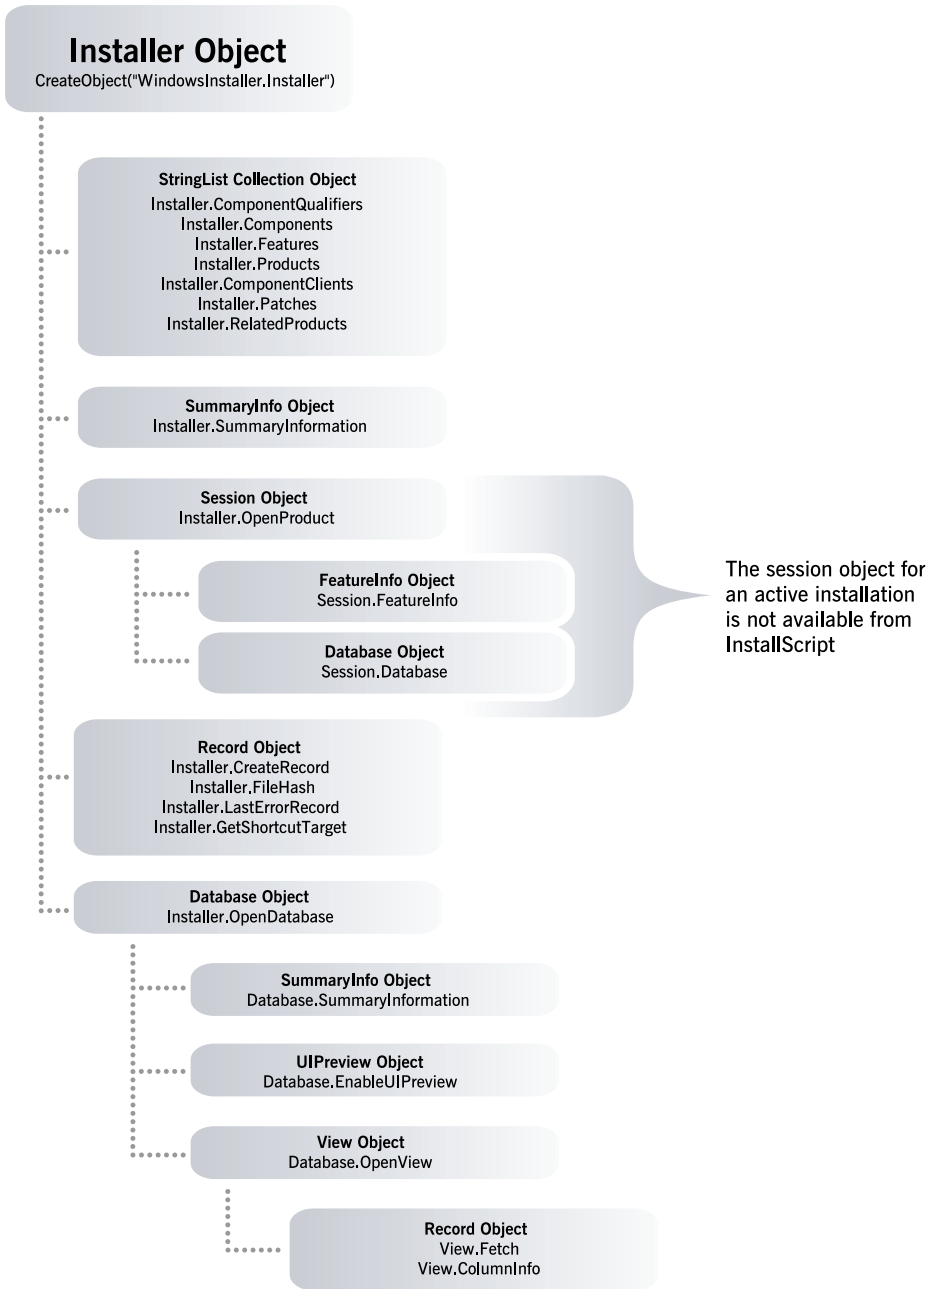 Installer Object
CreateObject("WindowsInstaller.Installer")
StringList Collection Object
Installer.ComponentQualifiers
Installer.Components
Installer.Features
Installer.Products
Installer.ComponentClients
Installer.Patches
Installer.RelatedProducts
SummaryInfo Object
Installer.SummaryInformation
Session Object
Installer.OpenProduct
FeatureInfo Object
Session.FeatureInfo
Database Object
Session.Database
The session object for
an active installation
is not available from
InstallScript
Record Object
Installer.CreateRecord
Installer.FileHash
Installer.LastErrorRecord
Installer.GetShortcutTarget
Database Object
Installer.OpenDatabase
SummaryInfo Object
Database.SummaryInformation
UIPreview Object
Database.EnableUIPreview
View Object
Database.OpenView
Record Object
View.Fetch
View.ColumnInfo